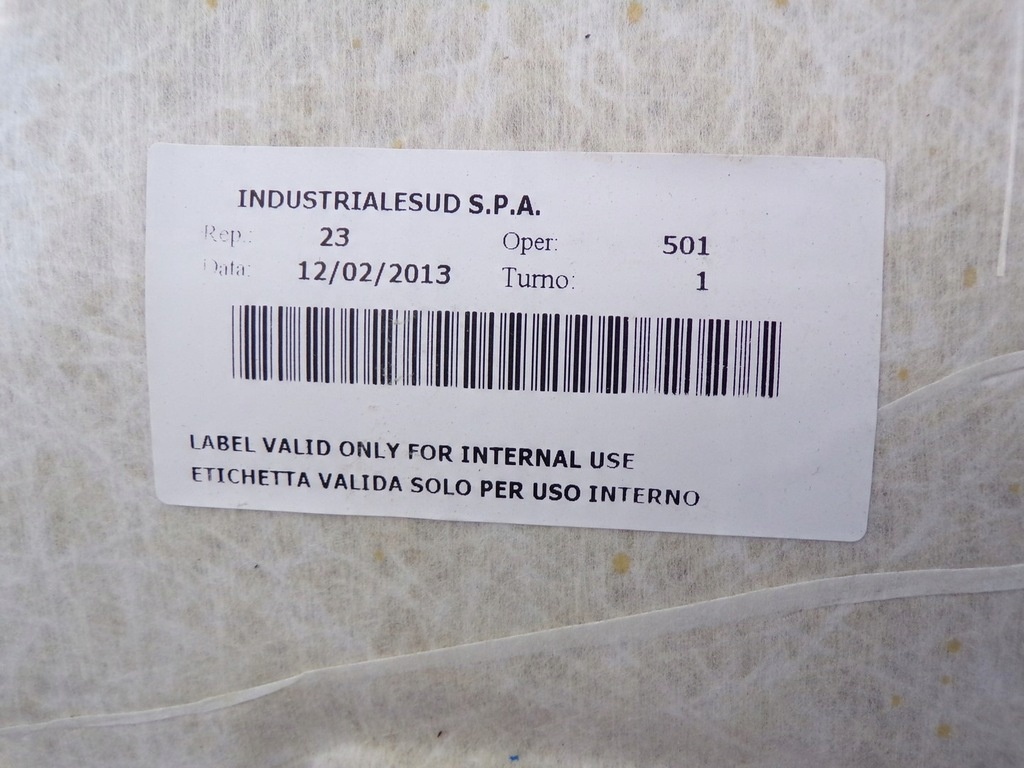 INDUSTRIALESUD S.P.A.
Rep.: 23 Oper: 501
Data: 12/02/2013 Turno: 1
LABEL VALID ONLY FOR INTERNAL USE
ETICHETTA VALIDA SOLO PER USO INTERNO